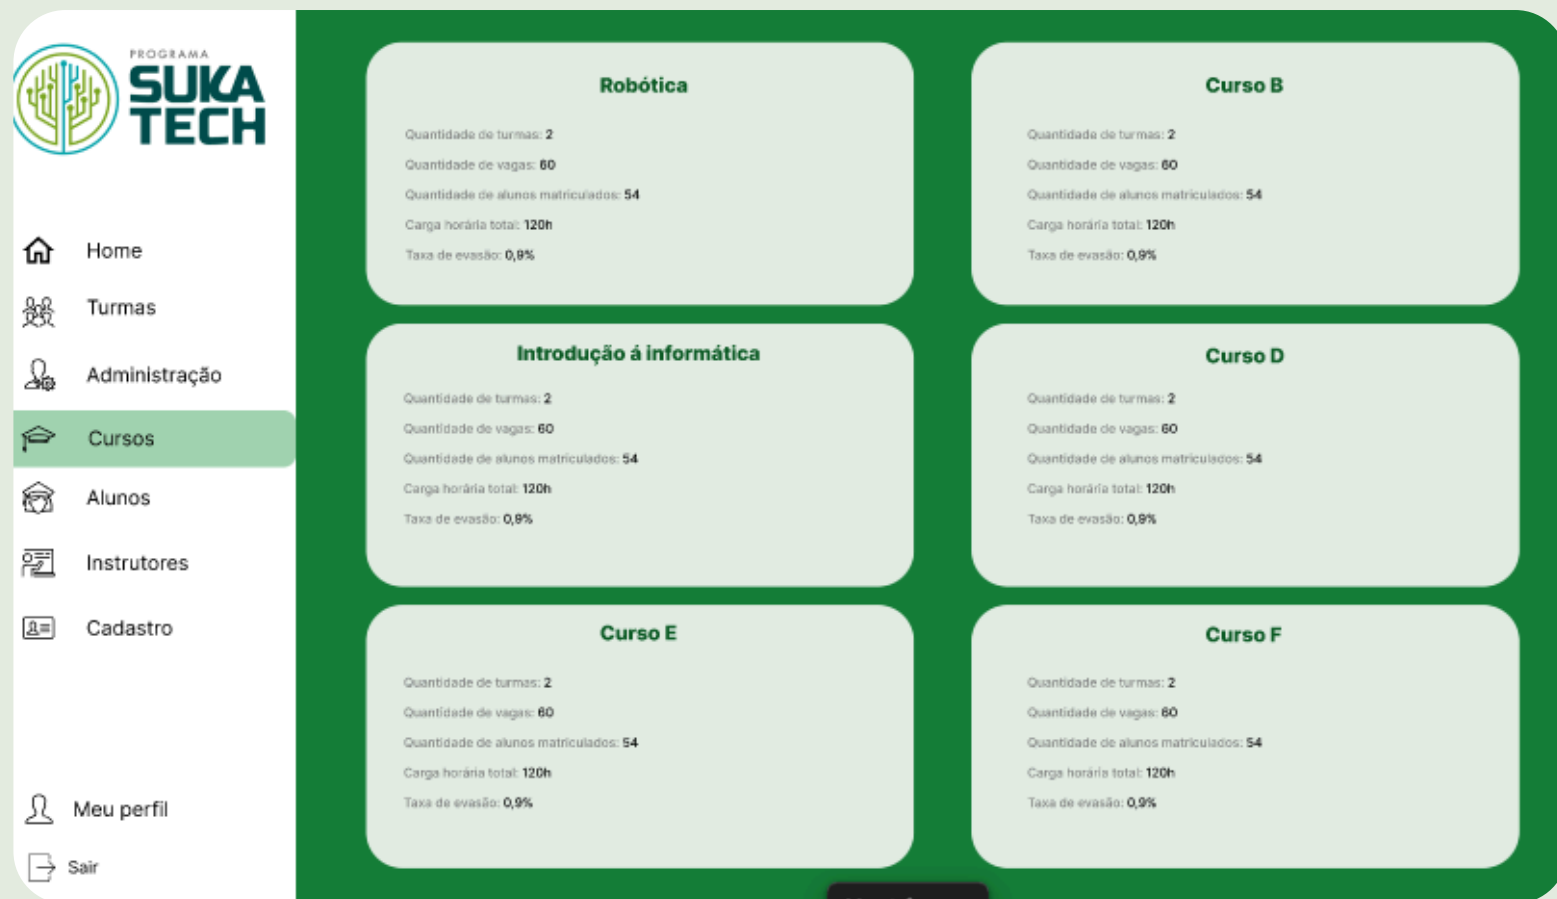 PROGRAMA
SUKA
TECH
Home
Turmas
Administração
Cursos
Alunos
Instrutores
Cadastro
Meu perfil
Sair
Robótica
Quantidade de turmas: 2
Quantidade de vagas: 60
Quantidade de alunos matriculados: 54
Carga horária total: 120h
Taxa de evasão: 0,9%
Curso B
Quantidade de turmas: 2
Quantidade de vagas: 60
Quantidade de alunos matriculados: 54
Carga horária total: 120h
Taxa de evasão: 0,9%
Introdução á informática
Quantidade de turmas: 2
Quantidade de vagas: 60
Quantidade de alunos matriculados: 54
Carga horária total: 120h
Taxa de evasão: 0,9%
Curso D
Quantidade de turmas: 2
Quantidade de vagas: 60
Quantidade de alunos matriculados: 54
Carga horária total: 120h
Taxa de evasão: 0,9%
Curso E
Quantidade de turmas: 2
Quantidade de vagas: 60
Quantidade de alunos matriculados: 54
Carga horária total: 120h
Taxa de evasão: 0,9%
Curso F
Quantidade de turmas: 2
Quantidade de vagas: 60
Quantidade de alunos matriculados: 54
Carga horária total: 120h
Taxa de evasão: 0,9%